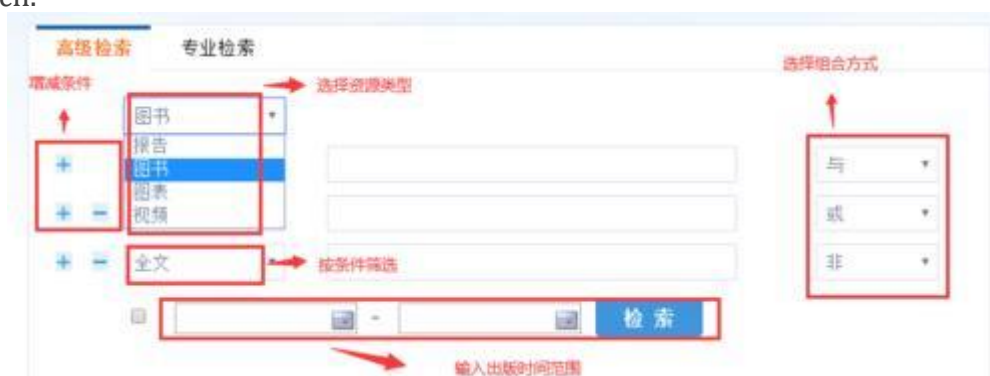 ch.
高级检索 专业检索
选择组合方式
增减条件
选择资源类型
图书
报告
图书
图表
视频
与
或
全文
按条件筛选
非
-
检索
输入出版时间范围